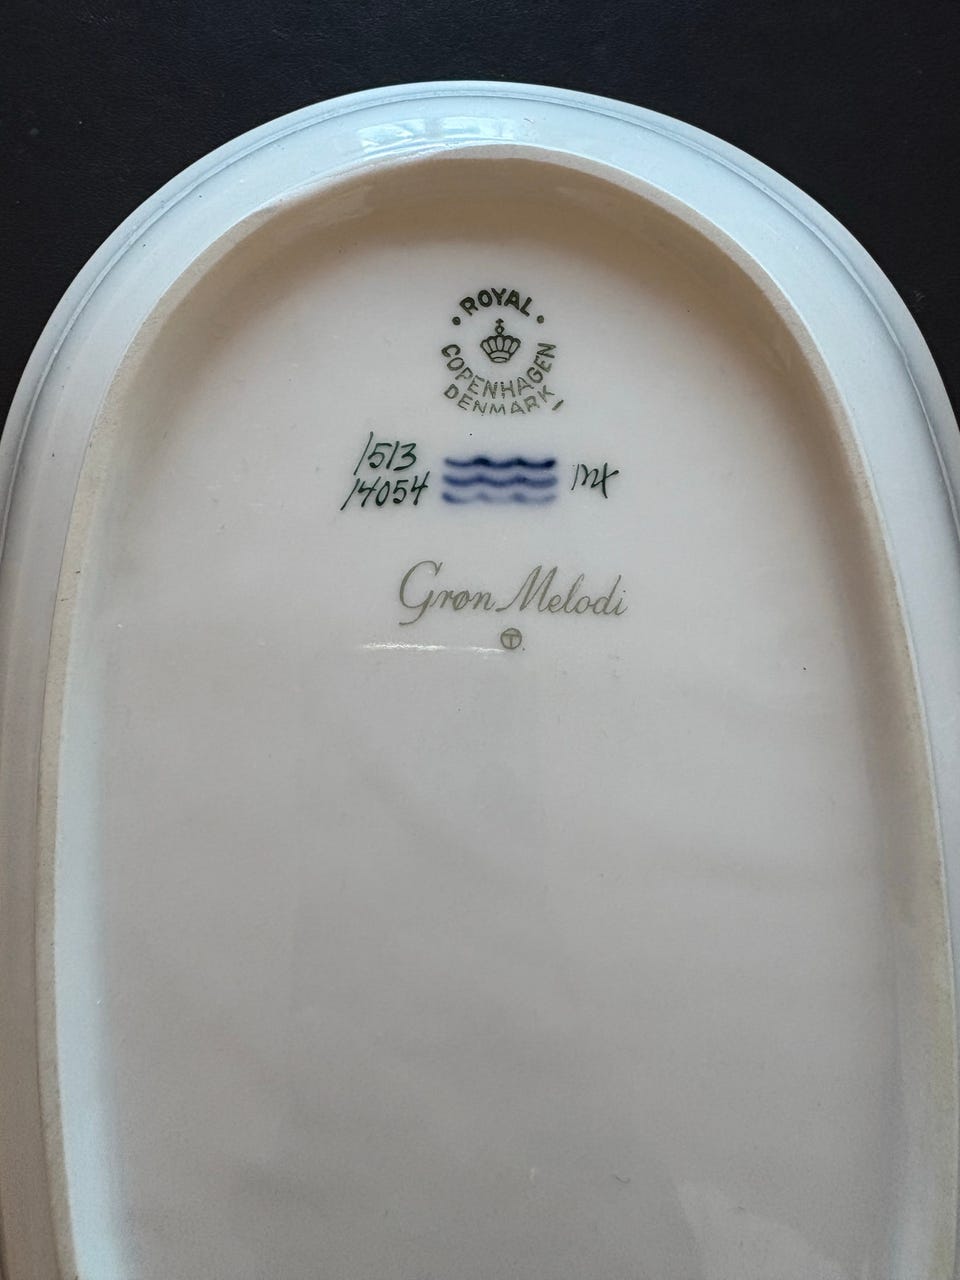 ROYAL
COPENHAGEN
DENMARK
1513
14054
Grøn Melodi
T